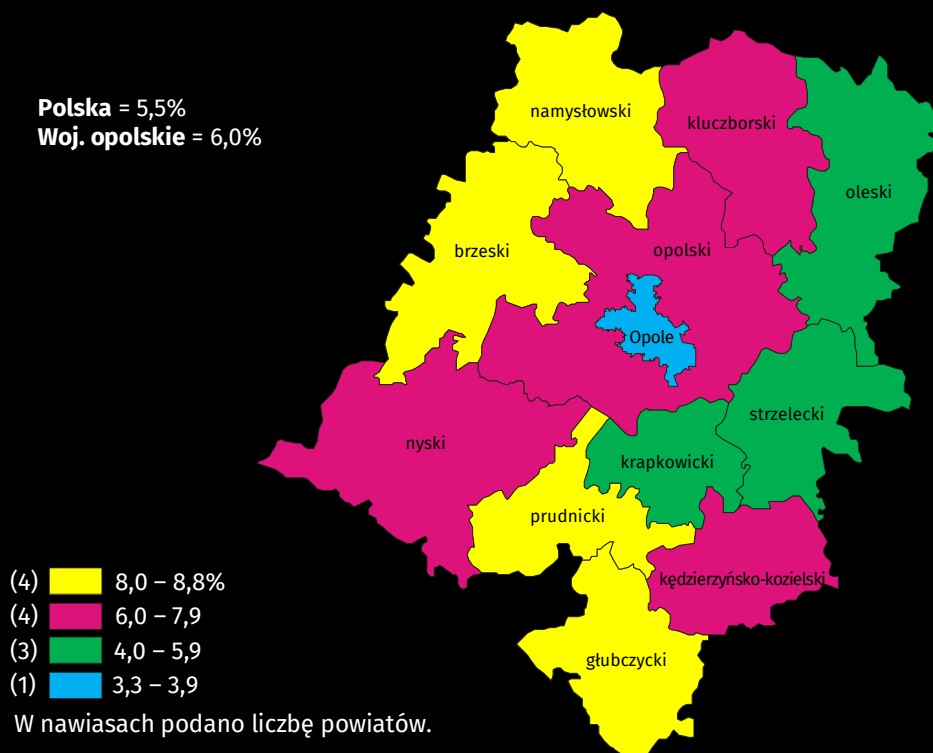 Polska = 5,5%
Woj. opolskie = 6,0%
namysłowski
kluczborski
oleski
brzeski
opolski
Opole
strzelecki
nyski
krapkowicki
prudnicki
kędzierzyńsko-kozielski
głubczycki
(4) 8,0 – 8,8%
(4) 6,0 – 7,9
(3) 4,0 – 5,9
(1) 3,3 – 3,9
W nawiasach podano liczbę powiatów.